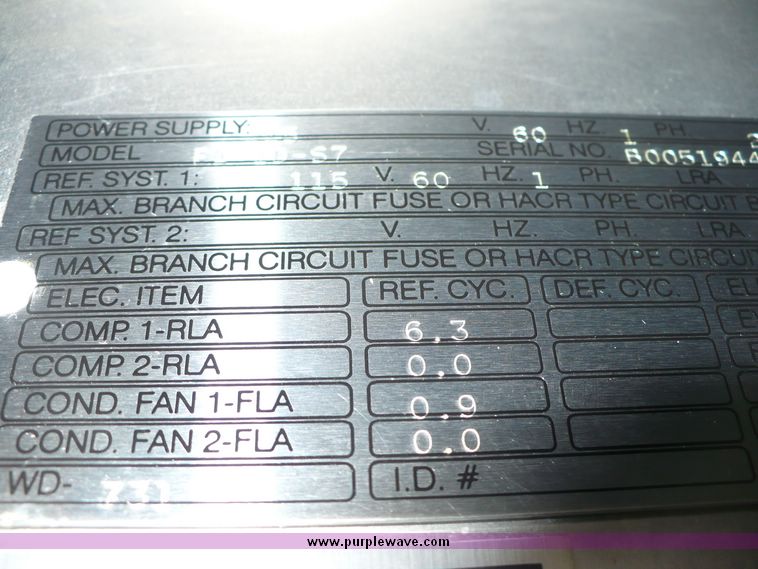 POWER SUPPLY: V. 60 HZ. 1 PH.
MODEL SERIAL NO. B0051944
REF. SYST. 1: 115 V. 60 HZ. 1 PH. LRA
MAX. BRANCH CIRCUIT FUSE OR HACR TYPE CIRCUIT
REF SYST. 2: V. HZ. PH. LRA
MAX. BRANCH CIRCUIT FUSE OR HACR TYPE CIRCUIT
ELEC. ITEM REF. CYC. DEF. CYC. EL
COMP. 1-RLA 6.3
COMP. 2-RLA 0.0
COND. FAN 1-FLA 0.9
COND. FAN 2-FLA 0.0
WD- 731 I.D. #
www.purplewave.com